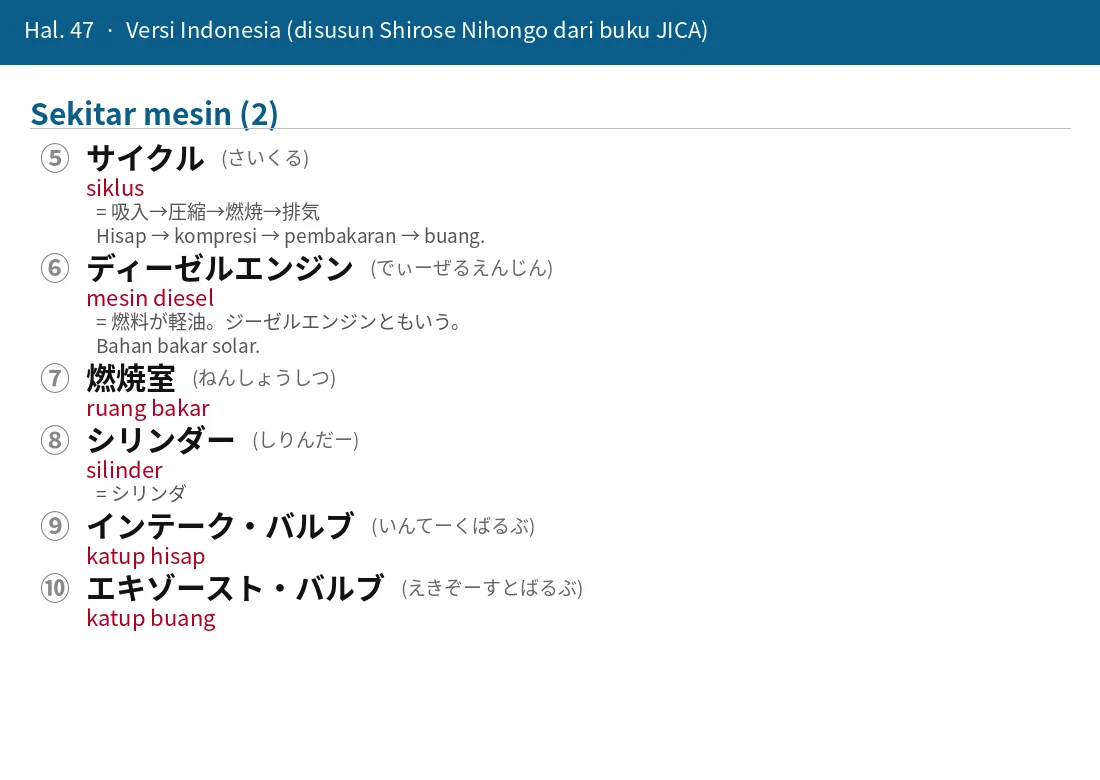 Hal. 47 · Versi Indonesia (disusun Shirose Nihongo dari buku JICA)
Sekitar mesin (2)
⑤ サイクル (さいくる)
siklus
= 吸入→圧縮→燃焼→排気
Hisap → kompresi → pembakaran → buang.
⑥ ディーゼルエンジン (でぃーぜるえんじん)
mesin diesel
= 燃料が軽油。ジーゼルエンジンともいう。
Bahan bakar solar.
⑦ 燃焼室 (ねんしょうしつ)
ruang bakar
⑧ シリンダー (しりんだー)
silinder
= シリンダ
⑨ インテーク・バルブ (いんてーくばるぶ)
katup hisap
⑩ エキゾースト・バルブ (えきぞーすとばるぶ)
katup buang